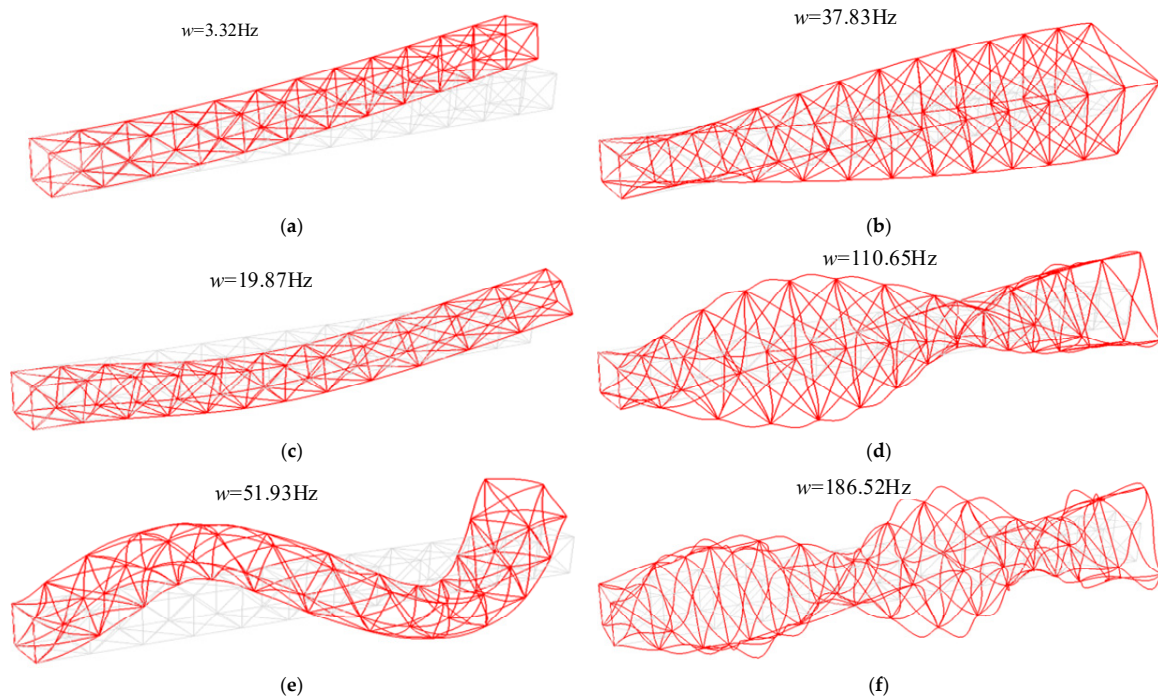 w=3.32Hz
w=37.83Hz
(a)
(b)
w=19.87Hz
w=110.65Hz
(c)
(d)
w=51.93Hz
w=186.52Hz
(e)
(f)